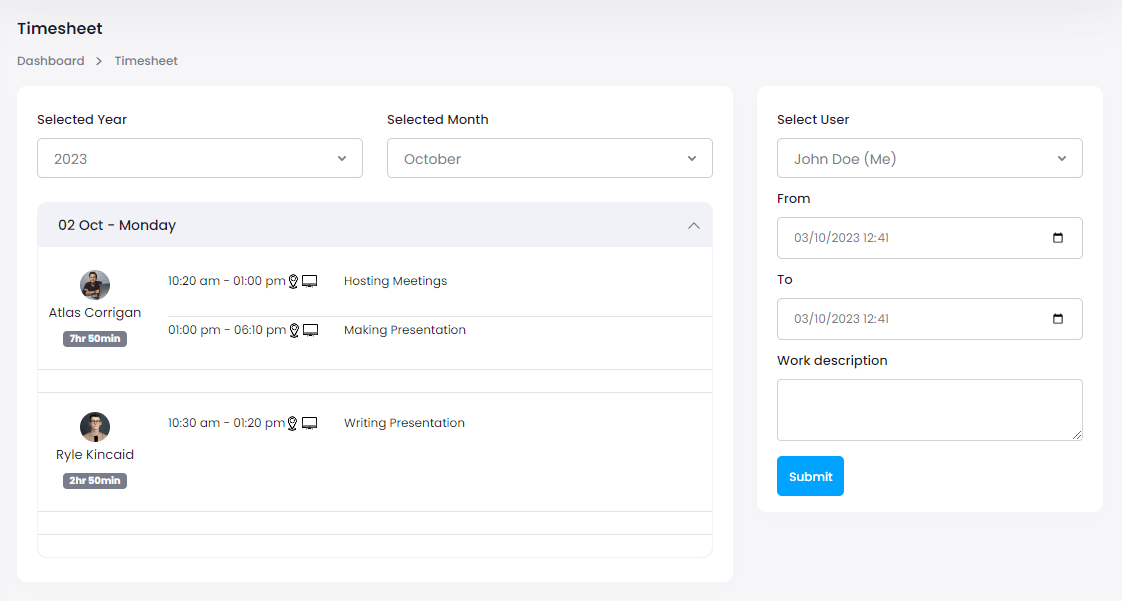 Timesheet
Dashboard > Timesheet
Selected Year
2023
Selected Month
October
02 Oct - Monday
Atlas Corrigan
7hr 50min
10:20 am - 01:00 pm
Hosting Meetings
01:00 pm - 06:10 pm
Making Presentation
Ryle Kincaid
2hr 50min
10:30 am - 01:20 pm
Writing Presentation
Select User
John Doe (Me)
From
03/10/2023 12:41
To
03/10/2023 12:41
Work description
Submit